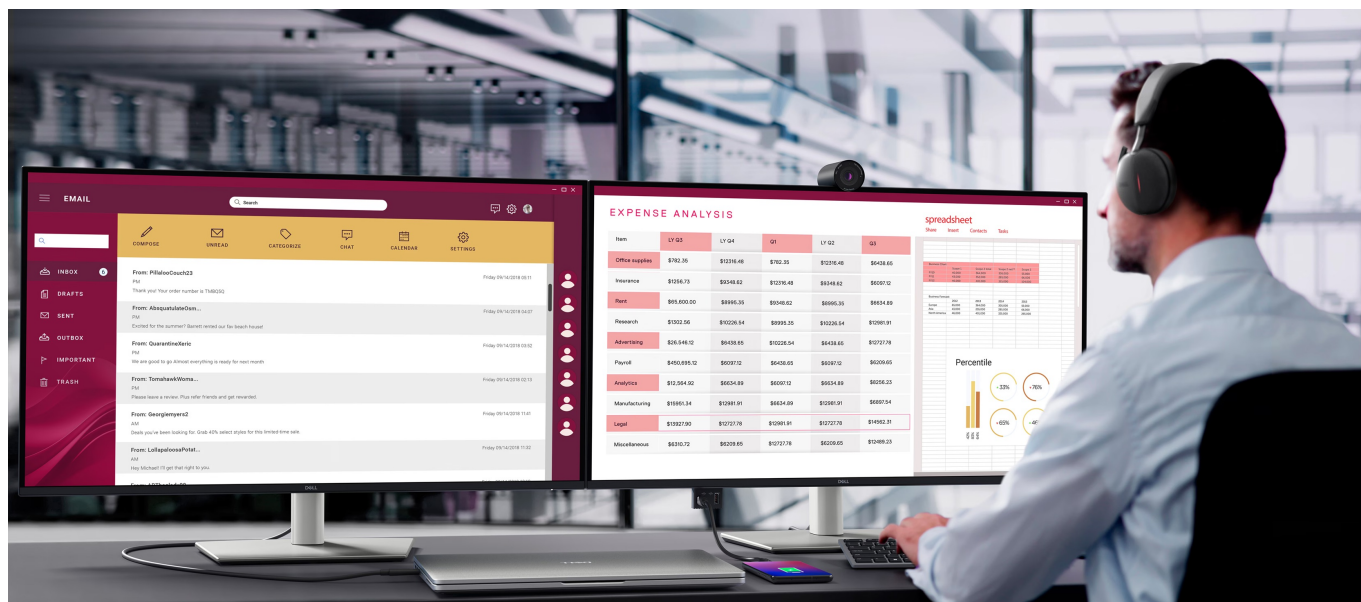 EMAIL
Search
COMPOSE
UNREAD
CATEGORIZE
CHAT
CALENDAR
SETTINGS
INBOX 6
DRAFTS
SENT
OUTBOX
IMPORTANT
TRASH
From: PillalooCouch23
Friday 09/14/2018 05:11
PM
Thank you! Your order number is TMBQSQ
From: AbsquatulateOsm...
Friday 09/14/2018 04:07
PM
Excited for the summer? Barrett rented our fav beach house!
From: QuarantineXeric
Friday 09/14/2018 03:52
PM
We are good to go Almost everything is ready for next month
From: TomahawkWoma...
Friday 09/14/2018 02:10
PM
Please leave a review. Plus refer friends and get rewarded!
From: Georgiemyers2
Friday 09/14/2018 11:41
AM
Deals you've been looking for. Grab 40% select styles for this limited time sale
From: LollapaloosaPotat...
Friday 09/14/2018 11:32
AM
Hey Michael! I'll get that right to you
DELL
EXPENSE ANALYSIS
Item LY Q3 LY Q4 Q1 LY Q2 Q3
Office supplies $782.35 $12316.48 $782.35 $12316.48 $6438.65
Insurance $1256.73 $9348.62 $12316.48 $9348.62 $6097.12
Rent $65,600.00 $8995.35 $9348.62 $8995.35 $6634.89
Research $1302.56 $10226.54 $8995.35 $10226.54 $12981.91
Advertising $26,546.12 $6438.65 $10226.54 $6438.65 $12727.78
Payroll $450,695.12 $6097.12 $6438.65 $6097.12 $6209.65
Analytics $12,564.92 $6634.89 $6097.12 $6634.89 $8256.23
Manufacturing $15951.34 $12981.91 $6634.89 $12981.91 $6897.54
Legal $13927.90 $12727.78 $12981.91 $12727.78 $14562.31
Miscellaneous $6310.72 $6209.65 $12727.78 $6209.65 $12489.23
spreadsheet
Share Insert Contacts Tasks
Percentile
33%
76%
65%
DELL